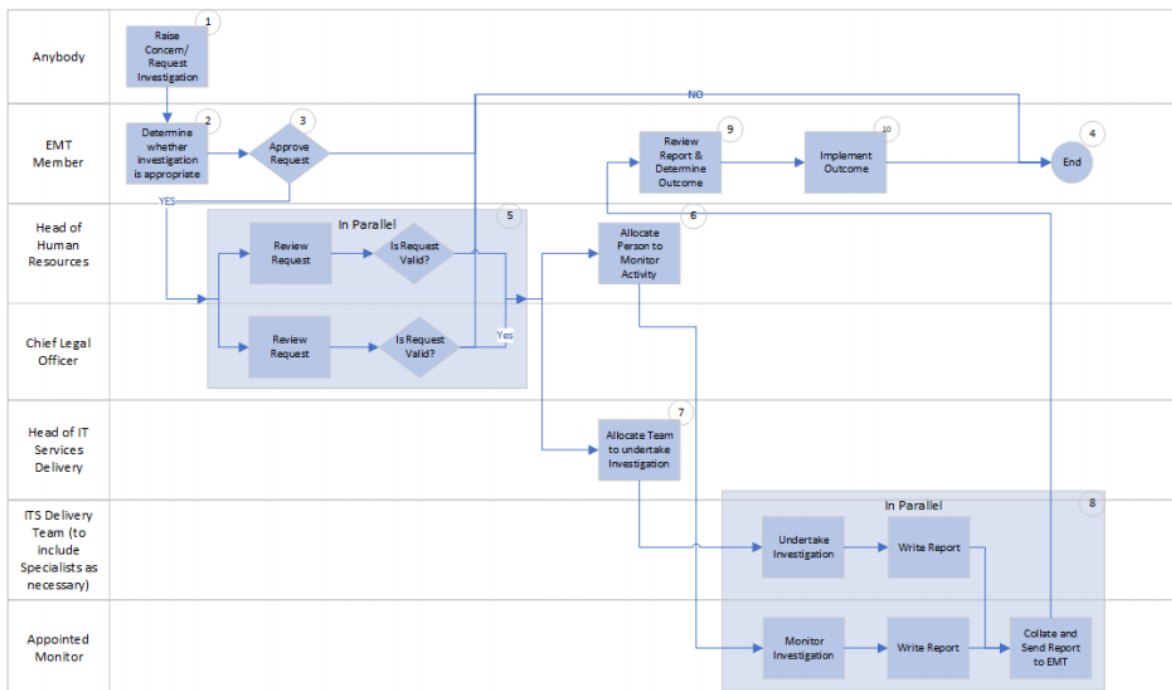 Anybody
1
Raise
Concern/
Request
Investigation
NO
EMT
Member
2
Determine
whether
investigation
is appropriate
3
Approve
Request
YES
9
Review
Report &
Determine
Outcome
10
Implement
Outcome
4
End
Head of
Human
Resources
In Parallel
5
Review
Request
Is Request
Valid?
6
Allocate
Person to
Monitor
Activity
Chief Legal
Officer
Review
Request
Is Request
Valid?
Yes
Head of IT
Services
Delivery
7
Allocate Team
to undertake
Investigation
ITS Delivery
Team (to
include
Specialists as
necessary)
In Parallel
8
Undertake
Investigation
Write Report
Appointed
Monitor
Monitor
Investigation
Write Report
Collate and
Send Report
to EMT